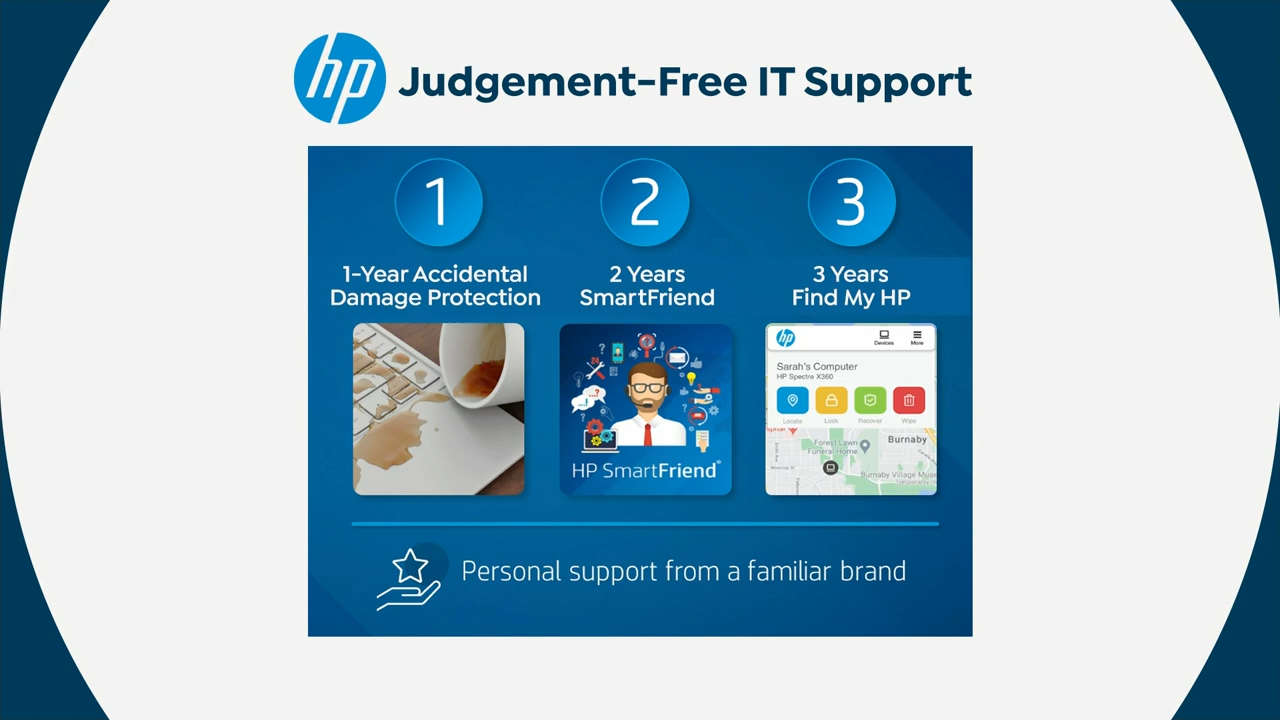 hp Judgement-Free IT Support
1
2
3
1-Year Accidental
Damage Protection
2 Years
SmartFriend
3 Years
Find My HP
24
HP SmartFriend®
hp
Devices
More
Sarah's Computer
HP Spectre X360
Locate
Lock
Recover
Wipe
Forest Lawn
Funeral Home
Burnaby
Burnaby Village Muse
Personal support from a familiar brand